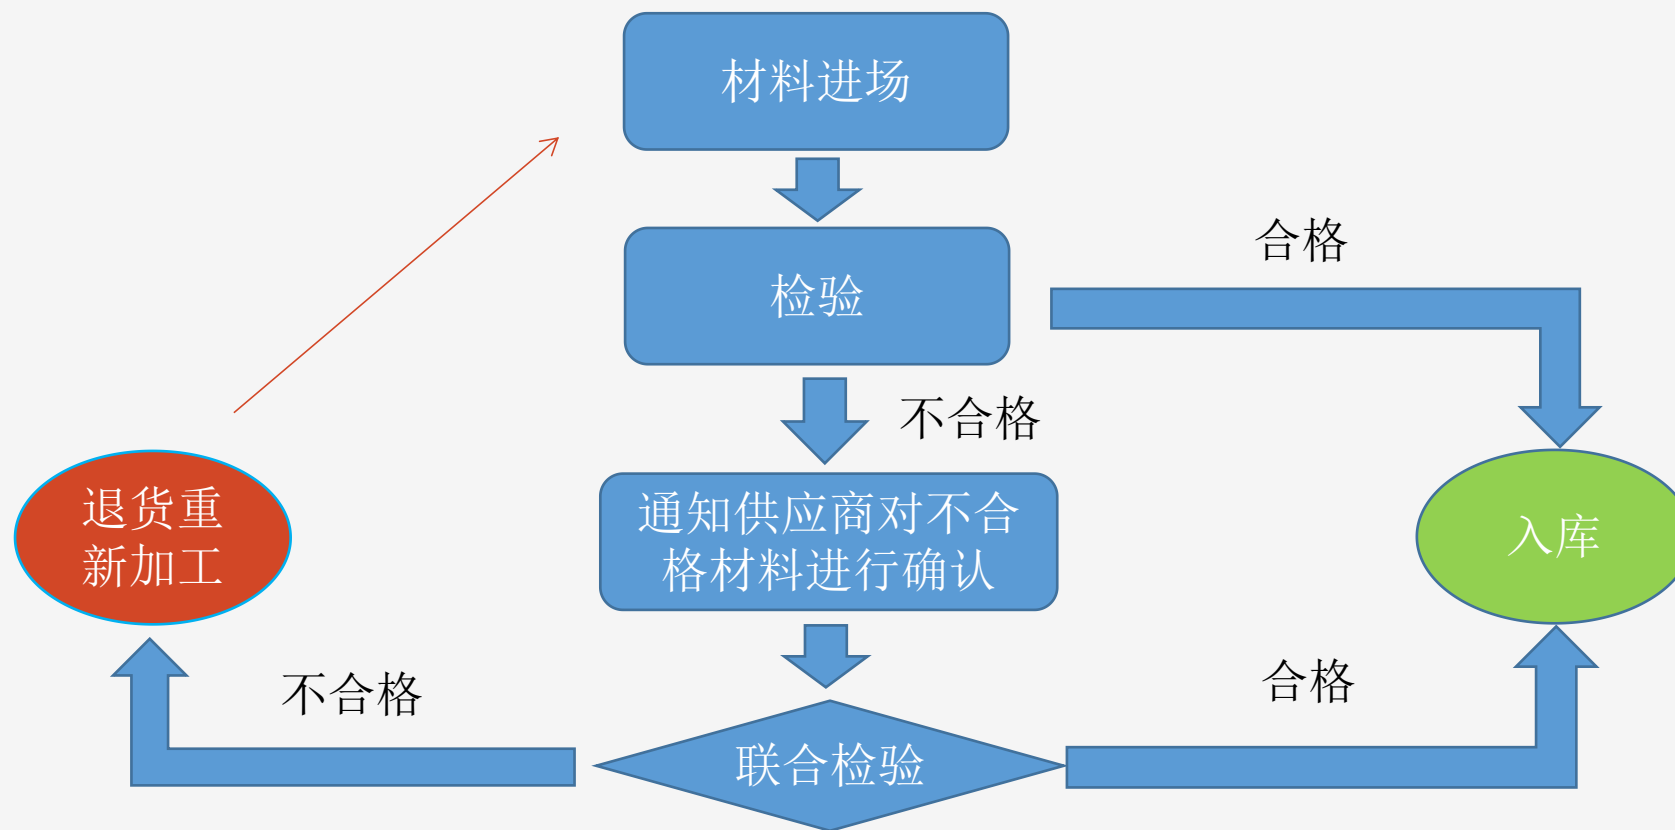 材料进场
合格
检验
不合格
退货重
新加工
通知供应商对不合
格材料进行确认
入库
不合格
合格
联合检验